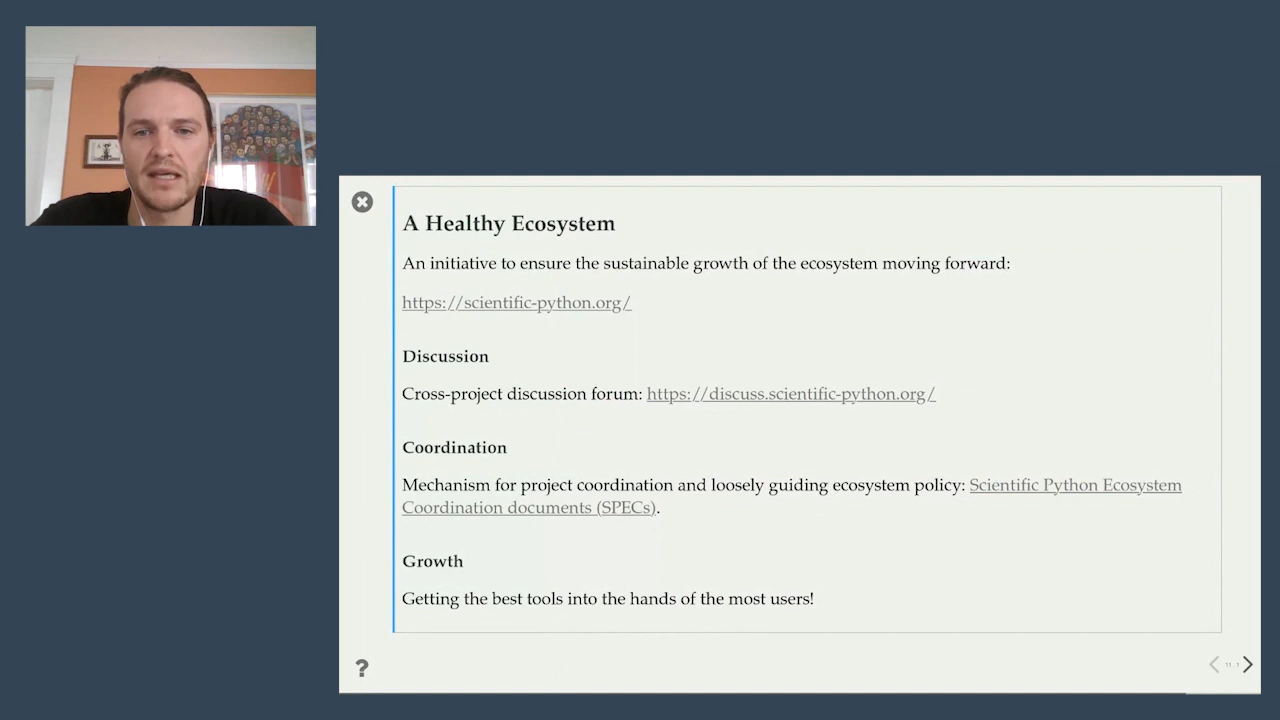 A Healthy Ecosystem
An initiative to ensure the sustainable growth of the ecosystem moving forward:
https://scientific-python.org/
Discussion
Cross-project discussion forum: https://discuss.scientific-python.org/
Coordination
Mechanism for project coordination and loosely guiding ecosystem policy: Scientific Python Ecosystem
Coordination documents (SPECs).
Growth
Getting the best tools into the hands of the most users!
?
11.1